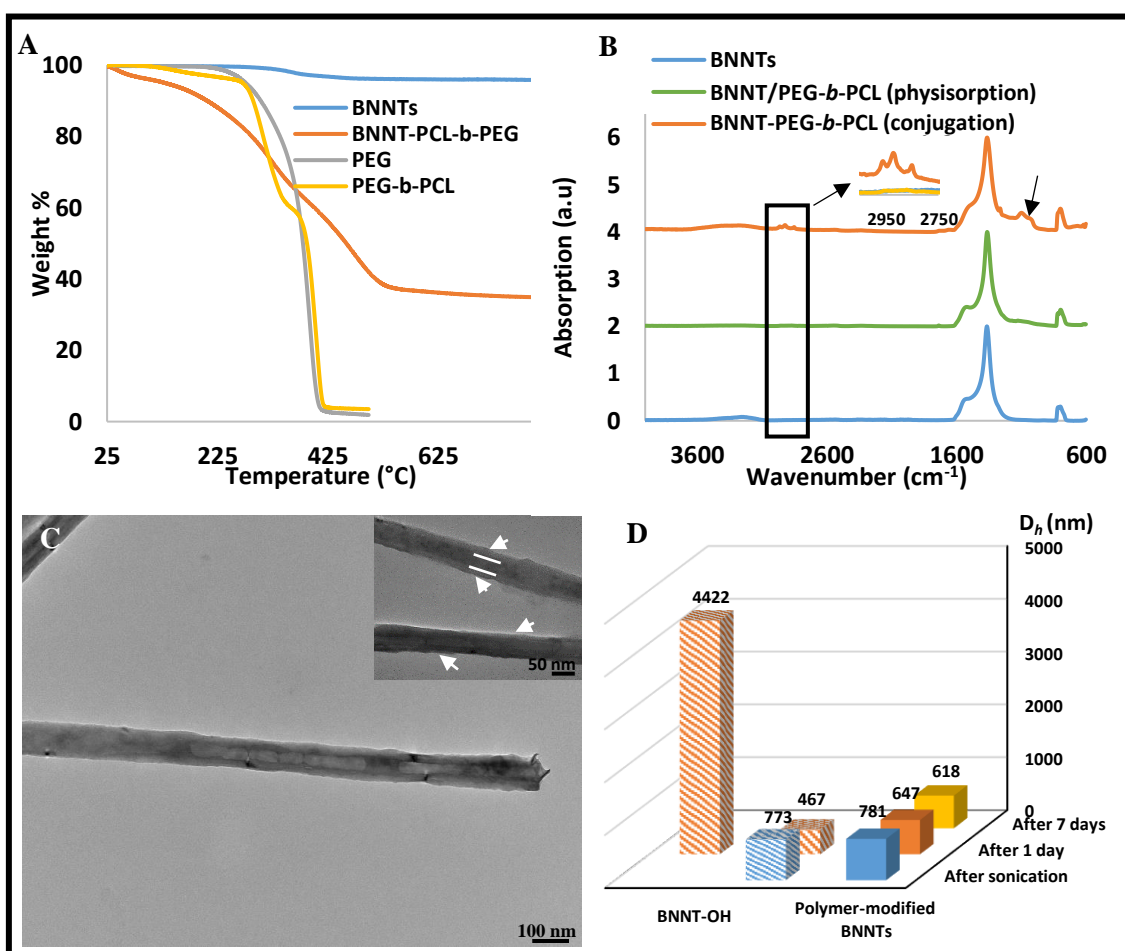 A
100
80
60
40
20
0
Weight %
25
225
425
625
Temperature (°C)
BNNTs
BNNT-PCL-b-PEG
PEG
PEG-b-PCL
B
BNNTs
BNNT/PEG-b-PCL (physisorption)
BNNT-PEG-b-PCL (conjugation)
6
5
4
3
2
1
0
Absorption (a.u)
2950
2750
3600
2600
1600
600
Wavenumber (cm⁻¹)
C
50 nm
100 nm
D
Dₕ (nm)
5000
4000
3000
2000
1000
0
4422
773
467
781
647
618
After 7 days
After 1 day
After sonication
BNNT-OH
Polymer-modified
BNNTs